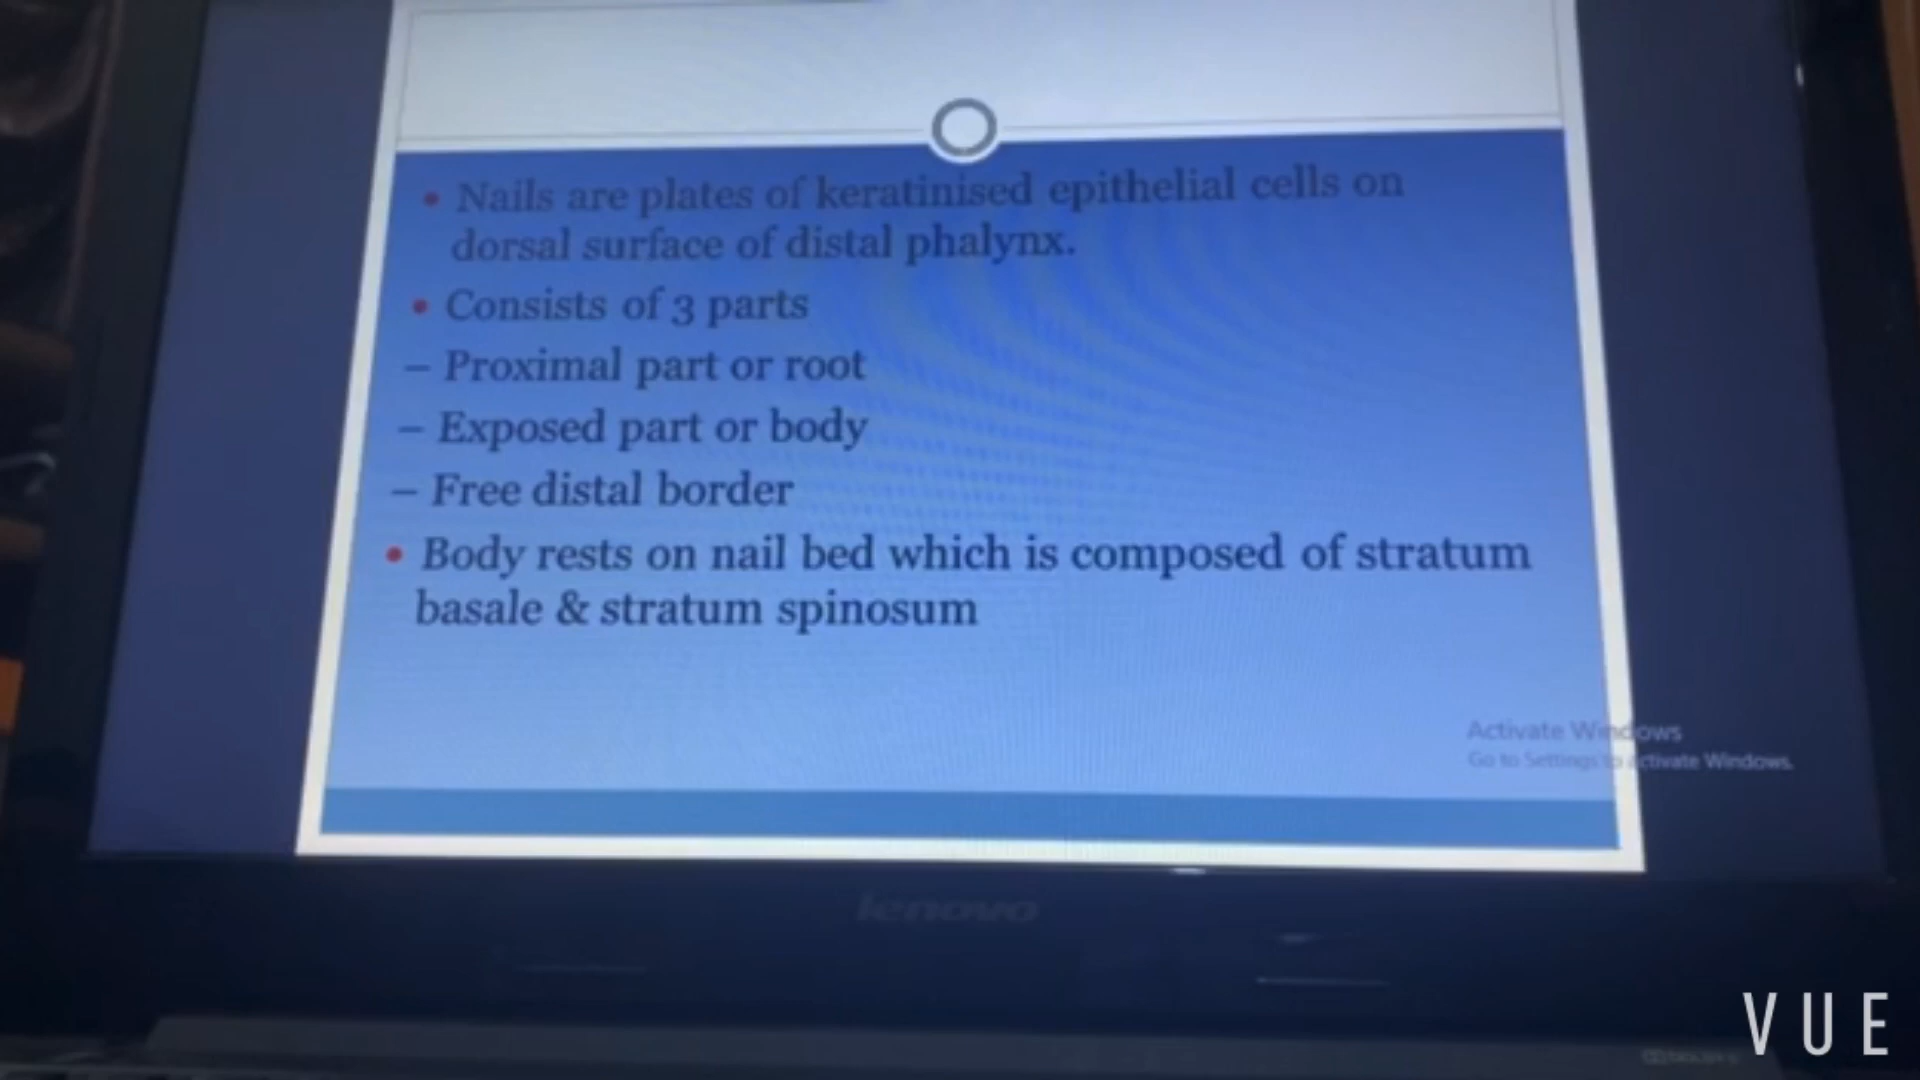 • Nails are plates of keratinised epithelial cells on
dorsal surface of distal phalynx.
• Consists of 3 parts
– Proximal part or root
– Exposed part or body
– Free distal border
• Body rests on nail bed which is composed of stratum
basale & stratum spinosum
Activate Windows
Go to Settings to activate Windows.
lenovo
VUE